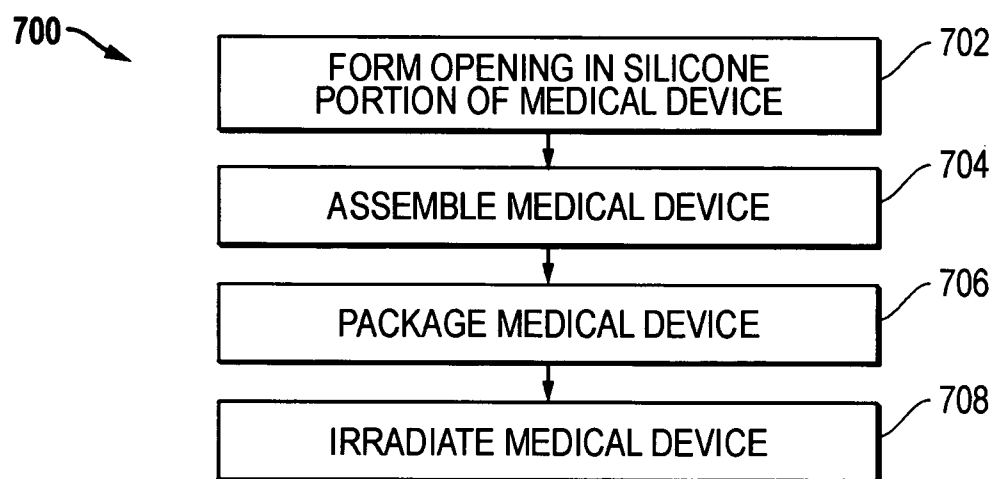 700
FORM OPENING IN SILICONE
PORTION OF MEDICAL DEVICE
702
ASSEMBLE MEDICAL DEVICE
704
PACKAGE MEDICAL DEVICE
706
IRRADIATE MEDICAL DEVICE
708